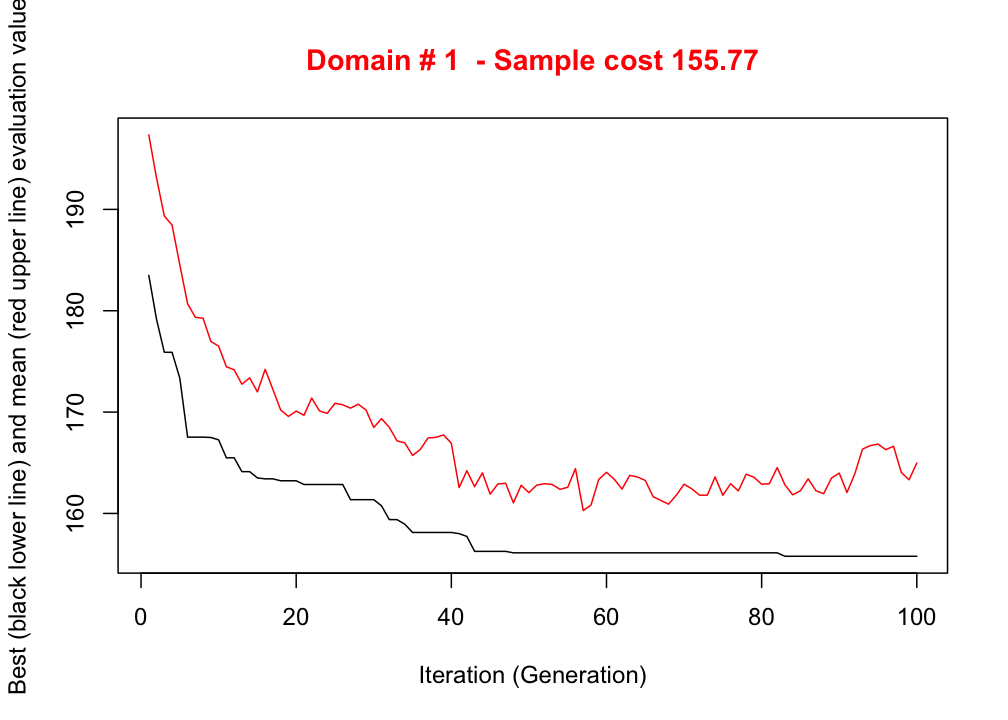 Domain # 1  - Sample cost 155.77
Best (black lower line) and mean (red upper line) evaluation value
190
180
170
160
0 20 40 60 80 100
Iteration (Generation)